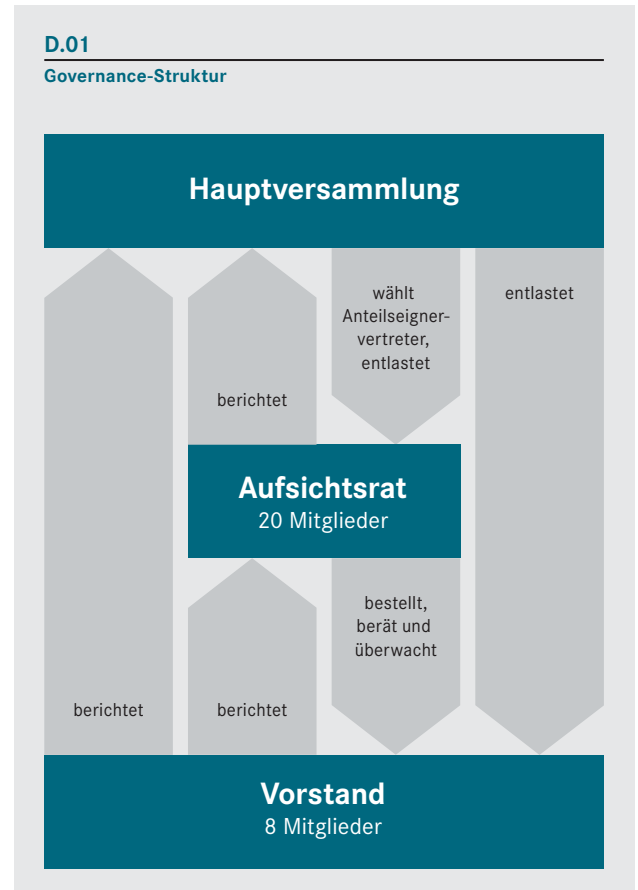 D.01
Governance-Struktur
Hauptversammlung
wählt
Anteilseigner-
vertreter,
entlastet
entlastet
berichtet
Aufsichtsrat
20 Mitglieder
bestellt,
berät und
überwacht
berichtet
berichtet
Vorstand
8 Mitglieder